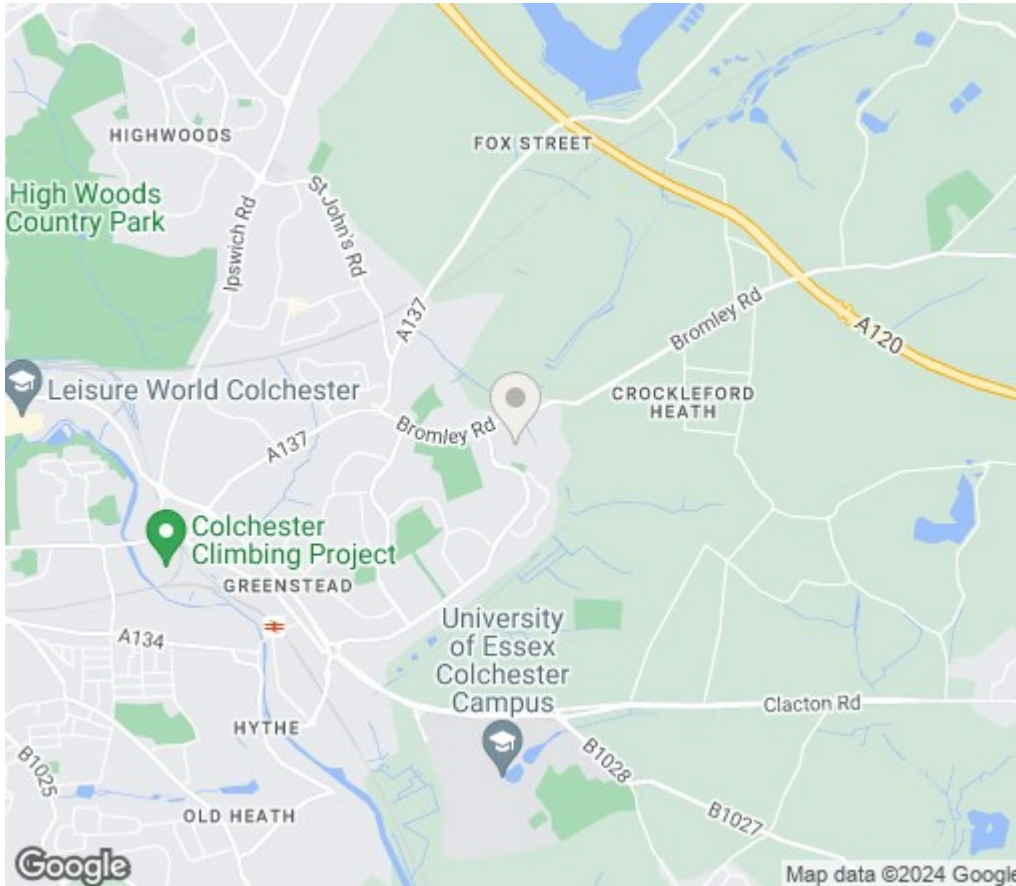 HIGHWOODS
FOX STREET
High Woods
Country Park
Ipswich Rd
St John's Rd
A137
Bromley Rd
A120
Leisure World Colchester
CROCKLEFORD
HEATH
A137
Bromley Rd
Colchester
Climbing Project
GREENSTEAD
University
of Essex
Colchester
Campus
A134
Clacton Rd
HYTHE
B1028
B1025
OLD HEATH
B1027
Google
Map data ©2024 Google